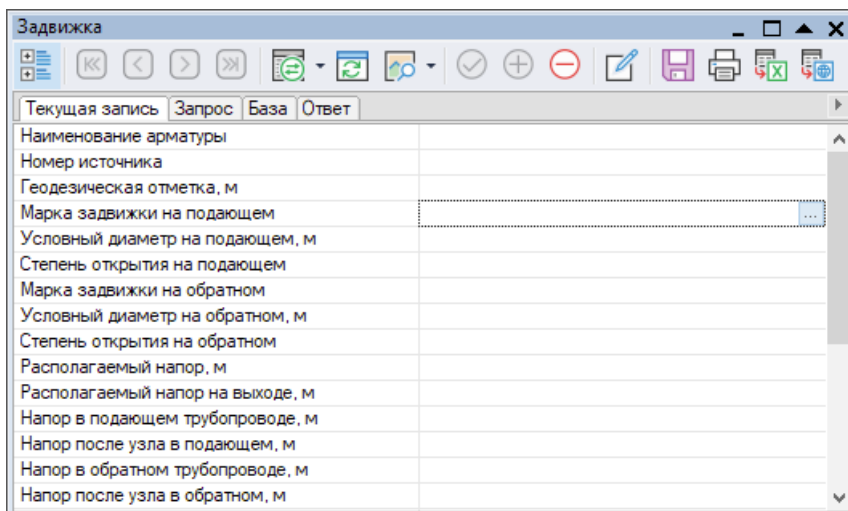 Задвижка
Текущая запись Запрос База Ответ
Наименование арматуры
Номер источника
Геодезическая отметка, м
Марка задвижки на подающем
...
Условный диаметр на подающем, м
Степень открытия на подающем
Марка задвижки на обратном
Условный диаметр на обратном, м
Степень открытия на обратном
Располагаемый напор, м
Располагаемый напор на выходе, м
Напор в подающем трубопроводе, м
Напор после узла в подающем, м
Напор в обратном трубопроводе, м
Напор после узла в обратном, м